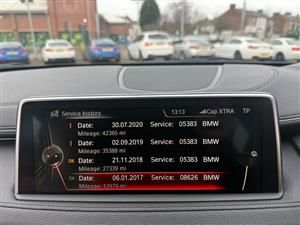 Service history
13:13 Cap XTRA TP
! Date: 30.07.2020 Service: 05383 BMW
Mileage: 42365 mi
! Date: 02.09.2019 Service: 05383 BMW
Mileage: 35388 mi
OK Date: 21.11.2018 Service: 05383 BMW
Mileage: 27339 mi
OK Date: 06.01.2017 Service: 08626 BMW
Mileage: 12976 mi